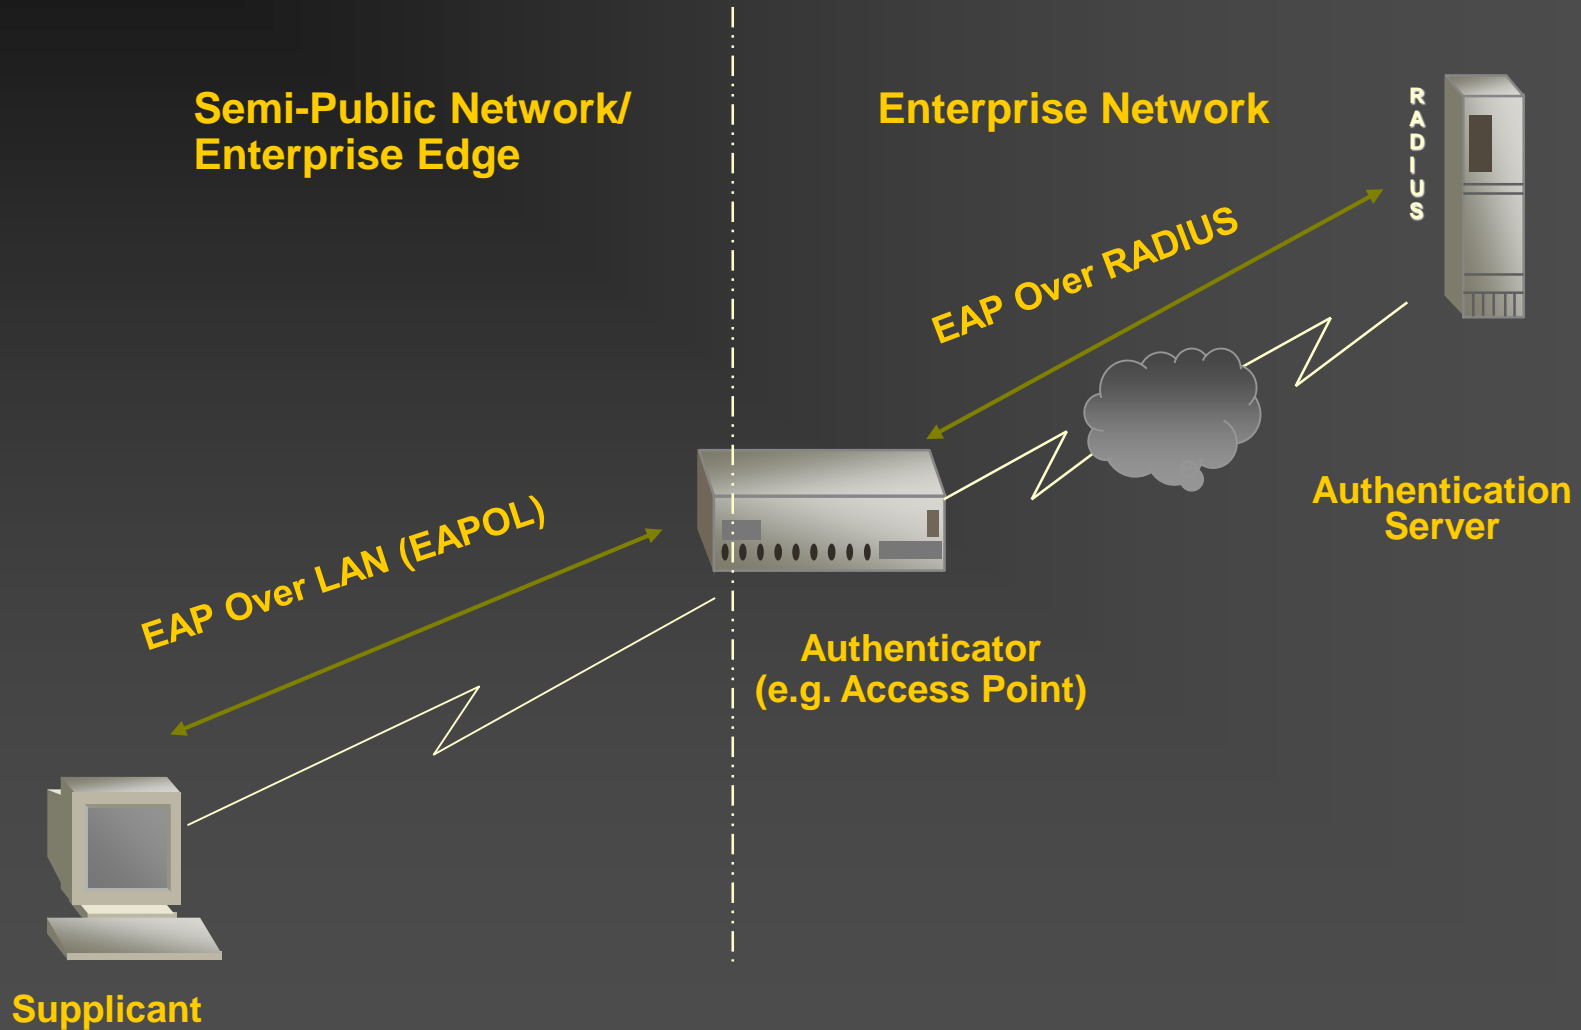 Semi-Public Network/
Enterprise Edge
Enterprise Network
RADIUS
EAP Over RADIUS
Authentication
Server
EAP Over LAN (EAPOL)
Authenticator
(e.g. Access Point)
Supplicant